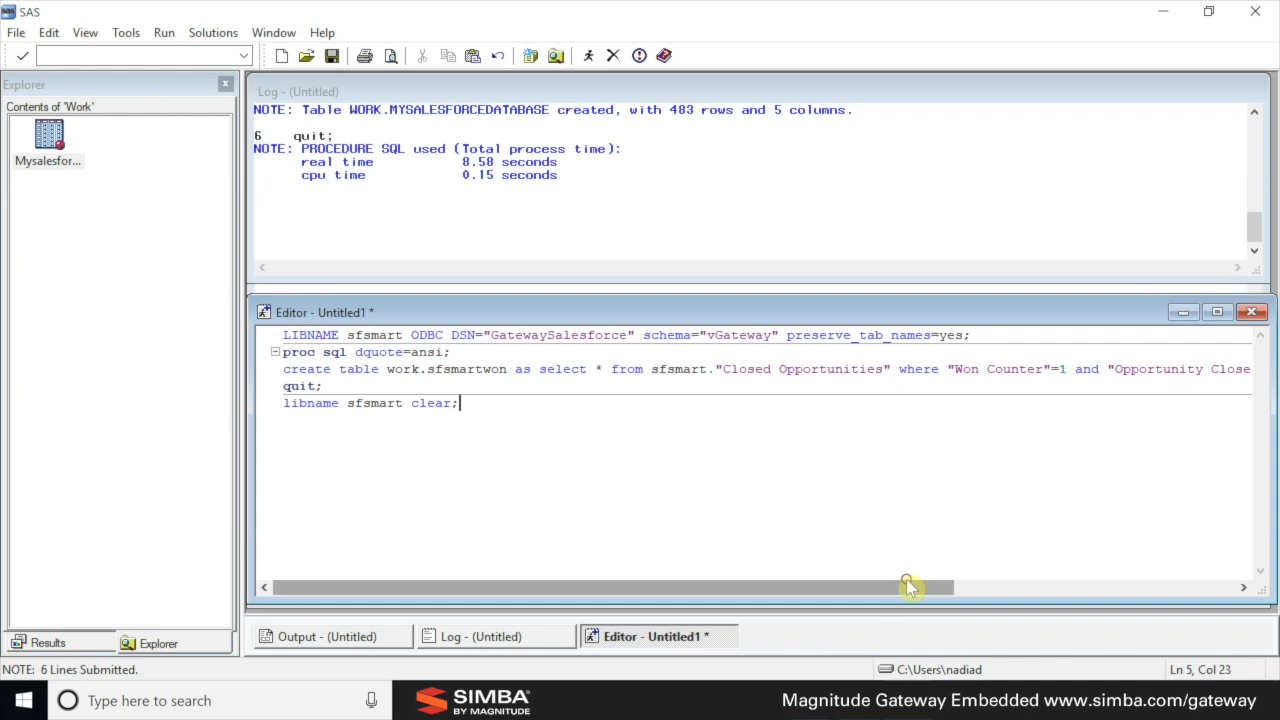 SAS
File Edit View Tools Run Solutions Window Help
Explorer
Contents of 'Work'
Mysalesfor...
Log - (Untitled)
NOTE: Table WORK.MYSALESFORCEDATABASE created, with 483 rows and 5 columns.
6 quit;
NOTE: PROCEDURE SQL used (Total process time):
real time 8.58 seconds
cpu time 0.15 seconds
Editor - Untitled1 *
LIBNAME sfsmart ODBC DSN="GatewaySalesforce" schema="vGateway" preserve_tab_names=yes;
proc sql dquote=ansi;
create table work.sfsmartwon as select * from sfsmart."Closed Opportunities" where "Won Counter"=1 and "Opportunity Close
quit;
libname sfsmart clear;
Results Explorer
Output - (Untitled) Log - (Untitled) Editor - Untitled1 *
NOTE: 6 Lines Submitted. C:\Users\nadiad Ln 5, Col 23
Type here to search
SIMBA
BY MAGNITUDE
Magnitude Gateway Embedded www.simba.com/gateway